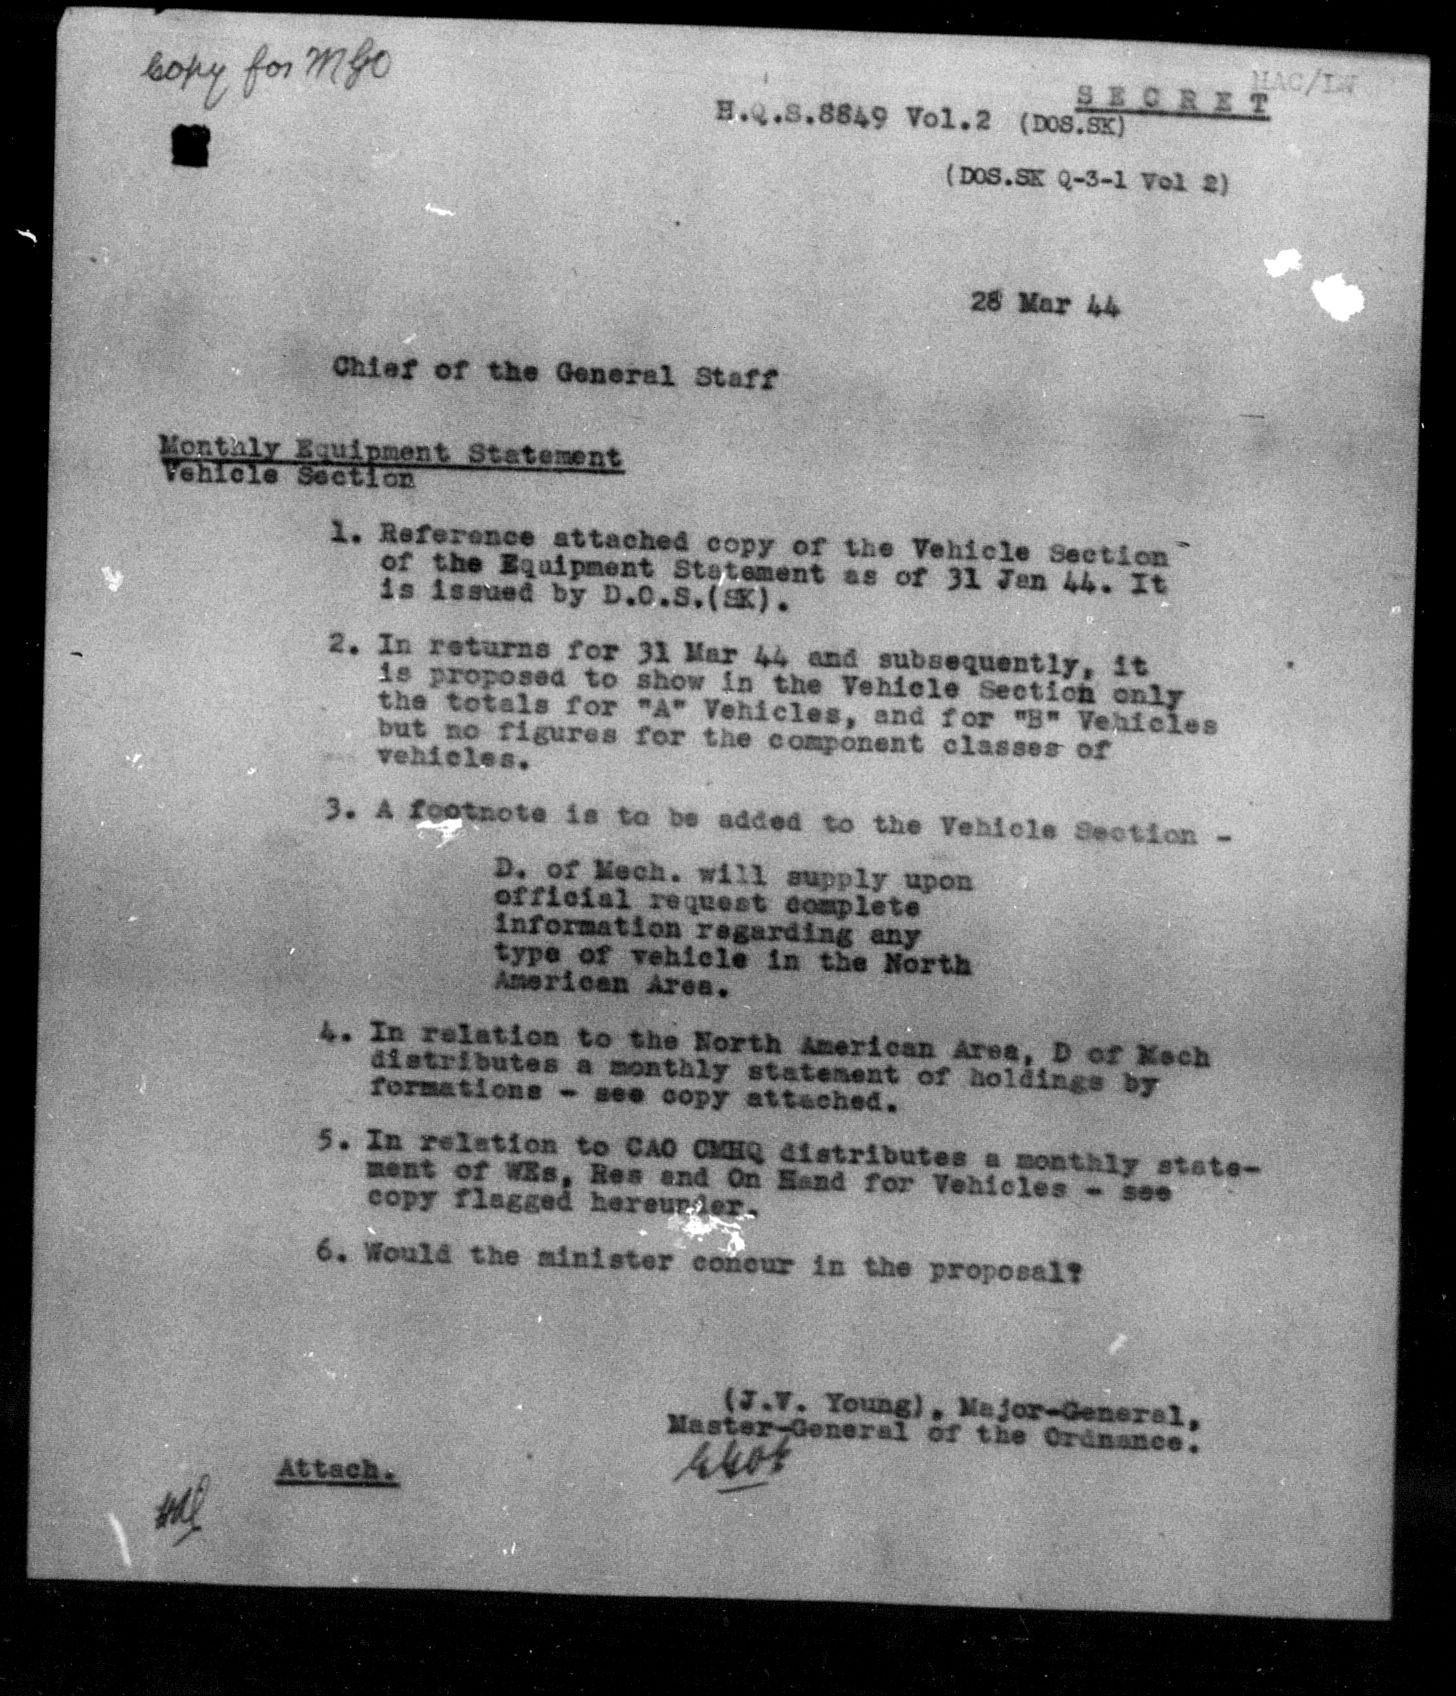 Copy for MGO
HAC/LW
S E C R E T
H.Q.S.8849 Vol.2 (DOS.SK)
(DOS.SK Q-3-1 Vol 2)
28 Mar 44
Chief of the General Staff
Monthly Equipment Statement
Vehicle Section
1. Reference attached copy of the Vehicle Section
of the Equipment Statement as of 31 Jan 44. It
is issued by D.O.S.(SK).
2. In returns for 31 Mar 44 and subsequently, it
is proposed to show in the Vehicle Section only
the totals for "A" Vehicles, and for "B" Vehicles
but no figures for the component classes of
vehicles.
3. A footnote is to be added to the Vehicle Section -
D. of Mech. will supply upon
official request complete
information regarding any
type of vehicle in the North
American Area.
4. In relation to the North American Area, D of Mech
distributes a monthly statement of holdings by
formations - see copy attached.
5. In relation to CAO CMHQ distributes a monthly state-
ment of WEs, Res and On Hand for Vehicles - see
copy flagged hereunder.
6. Would the minister concur in the proposal?
(J.V. Young), Major-General,
Master-General of the Ordnance.
Attach.